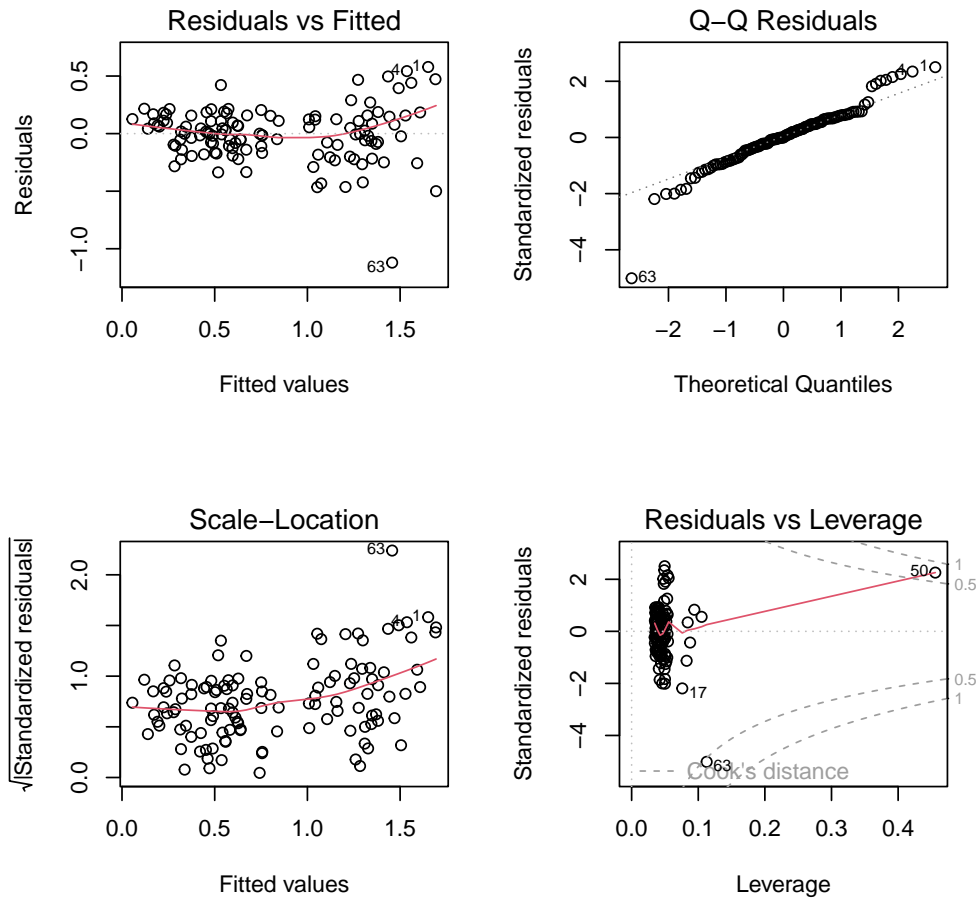 Residuals vs Fitted
Residuals
0.5
0.0
−1.0
4
1
63
0.0 0.5 1.0 1.5
Fitted values
Q−Q Residuals
Standardized residuals
2
0
−2
−4
4
1
63
−2 −1 0 1 2
Theoretical Quantiles
Scale−Location
√|Standardized residuals|
2.0
1.0
0.0
63
4
1
0.0 0.5 1.0 1.5
Fitted values
Residuals vs Leverage
Standardized residuals
2
0
−2
−4
50
17
63
1
0.5
0.5
1
Cook's distance
0.0 0.1 0.2 0.3 0.4
Leverage